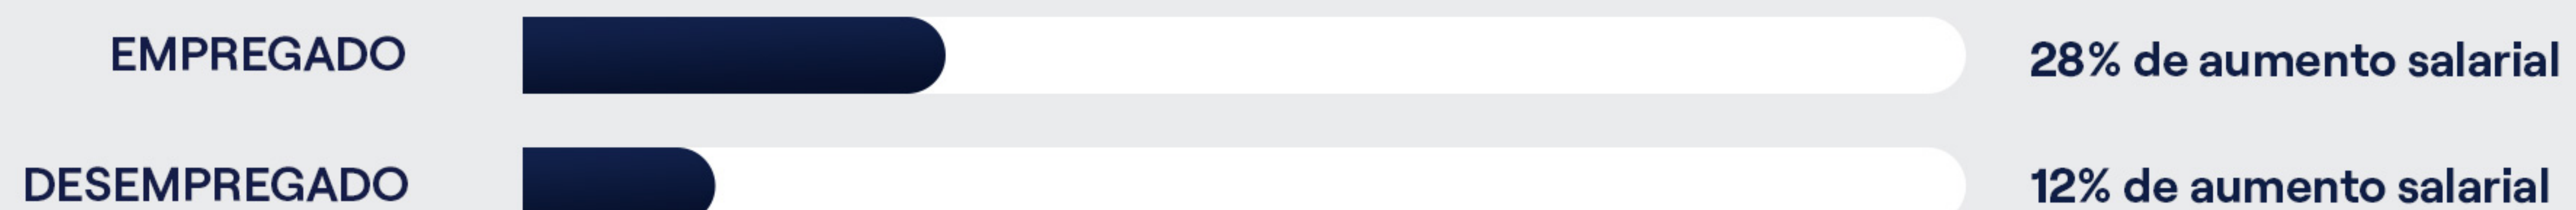 EMPREGADO 28% de aumento salarial
DESEMPREGADO 12% de aumento salarial